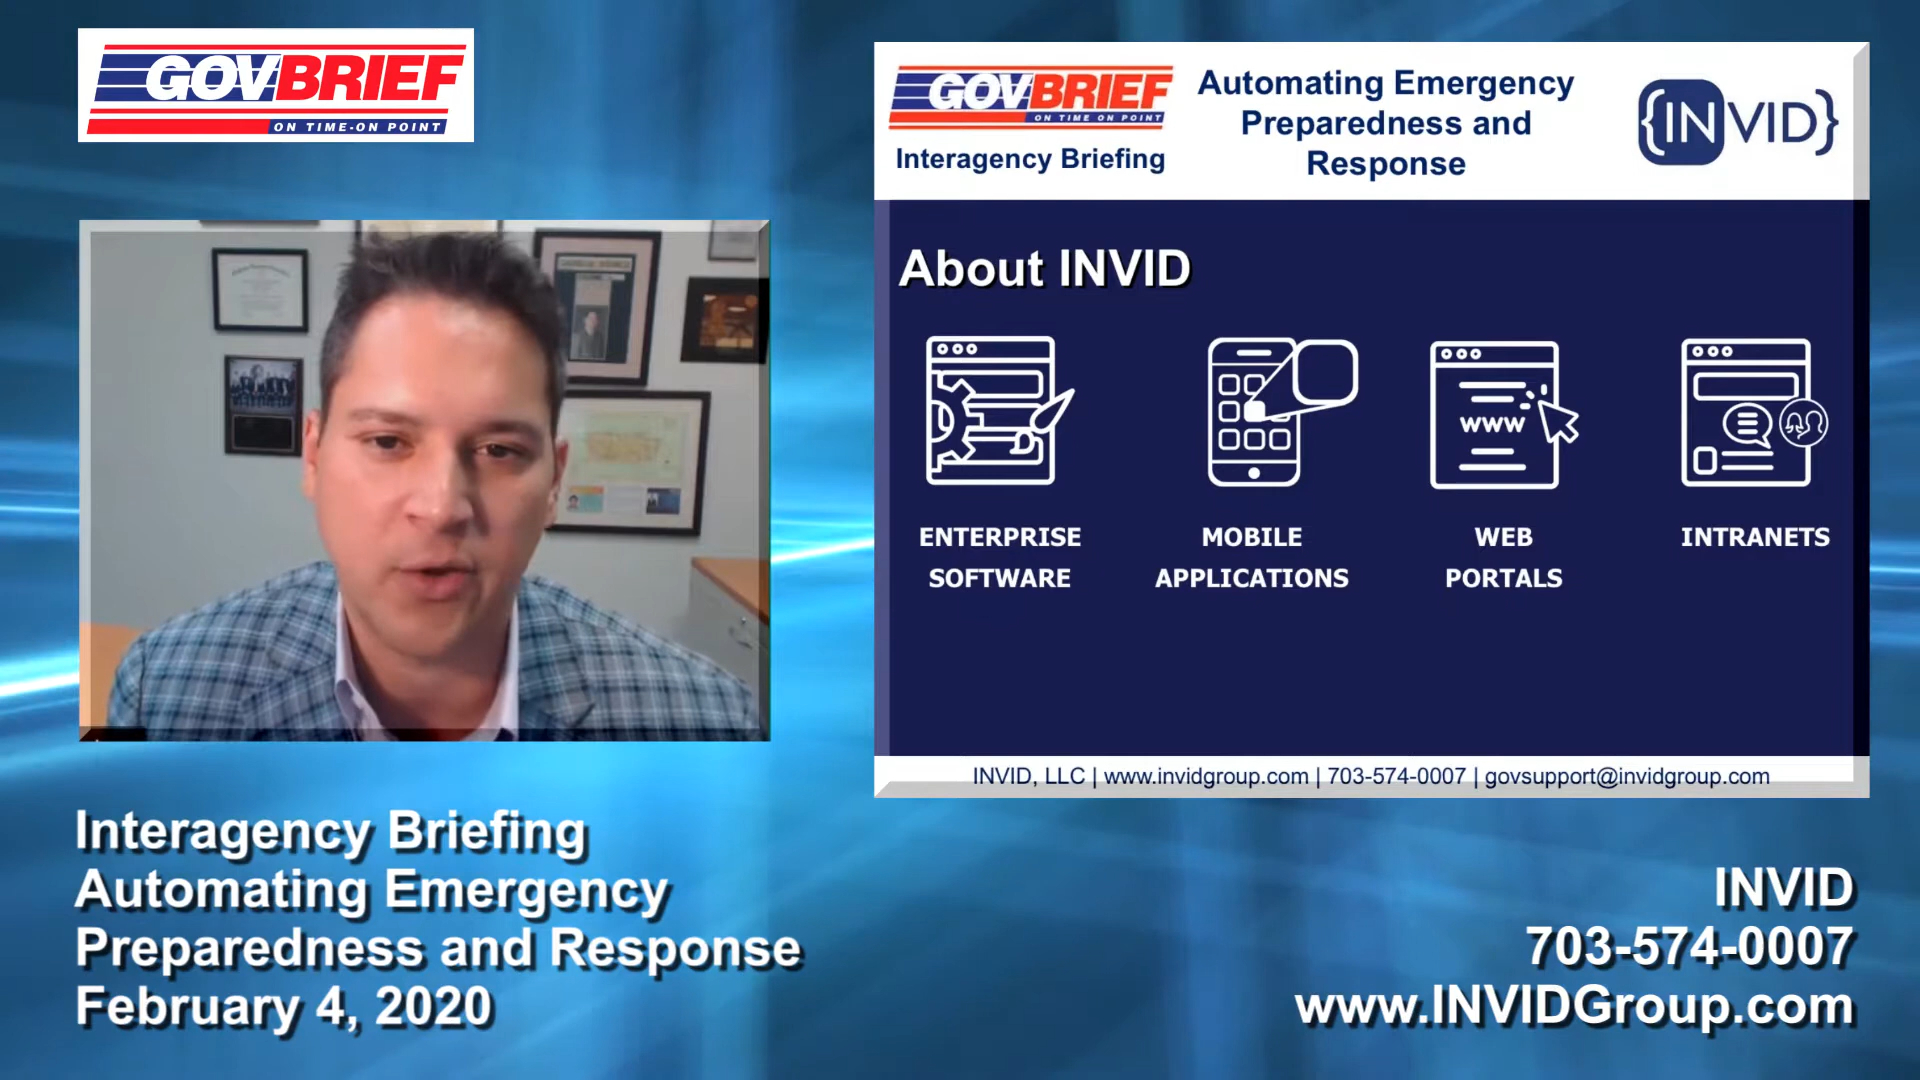 GOVBRIEF
ON TIME-ON POINT
GOVBRIEF
ON TIME ON POINT
Interagency Briefing
Automating Emergency
Preparedness and
Response
{INVID}
About INVID
www
ENTERPRISE
SOFTWARE
MOBILE
APPLICATIONS
WEB
PORTALS
INTRANETS
INVID, LLC | www.invidgroup.com | 703-574-0007 | govsupport@invidgroup.com
Interagency Briefing
Automating Emergency
Preparedness and Response
February 4, 2020
INVID
703-574-0007
www.INVIDGroup.com